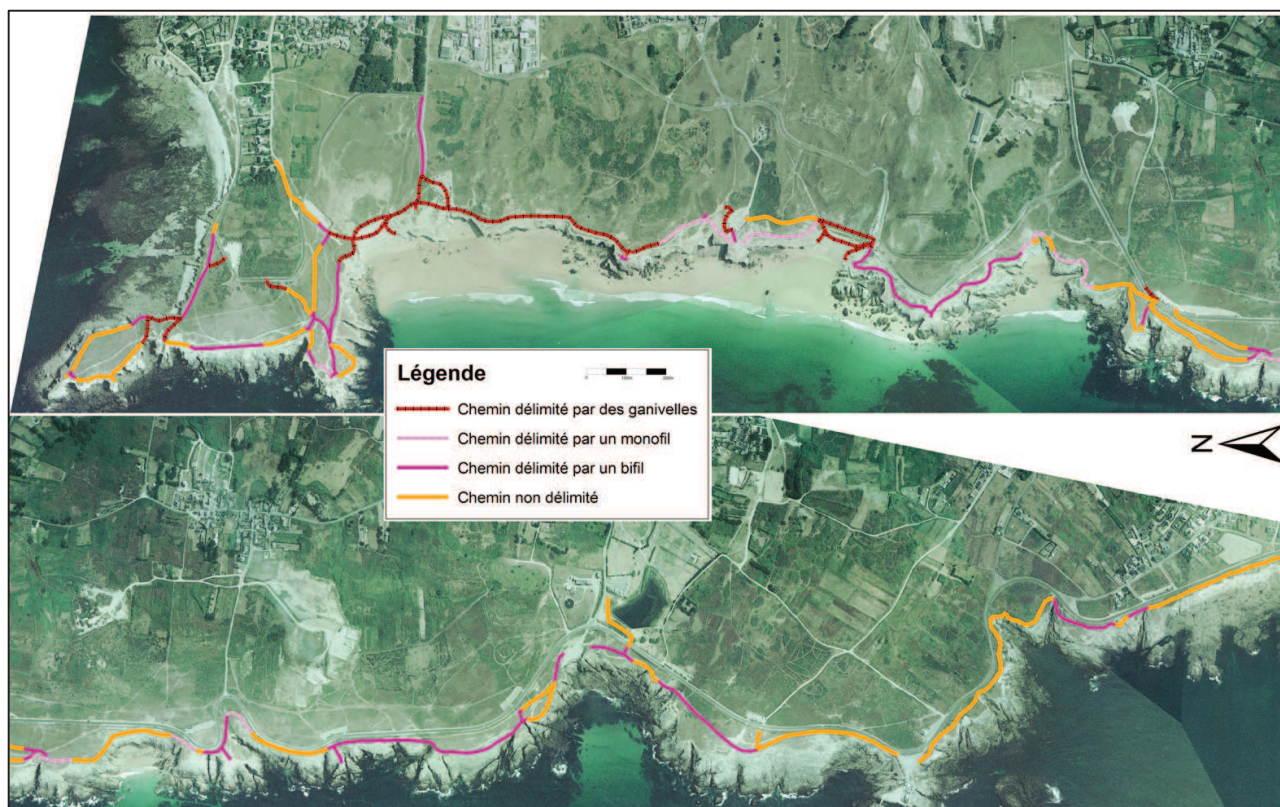 Légende
Chemin délimité par des ganivelles
Chemin délimité par un monofil
Chemin délimité par un bifil
Chemin non délimité
N